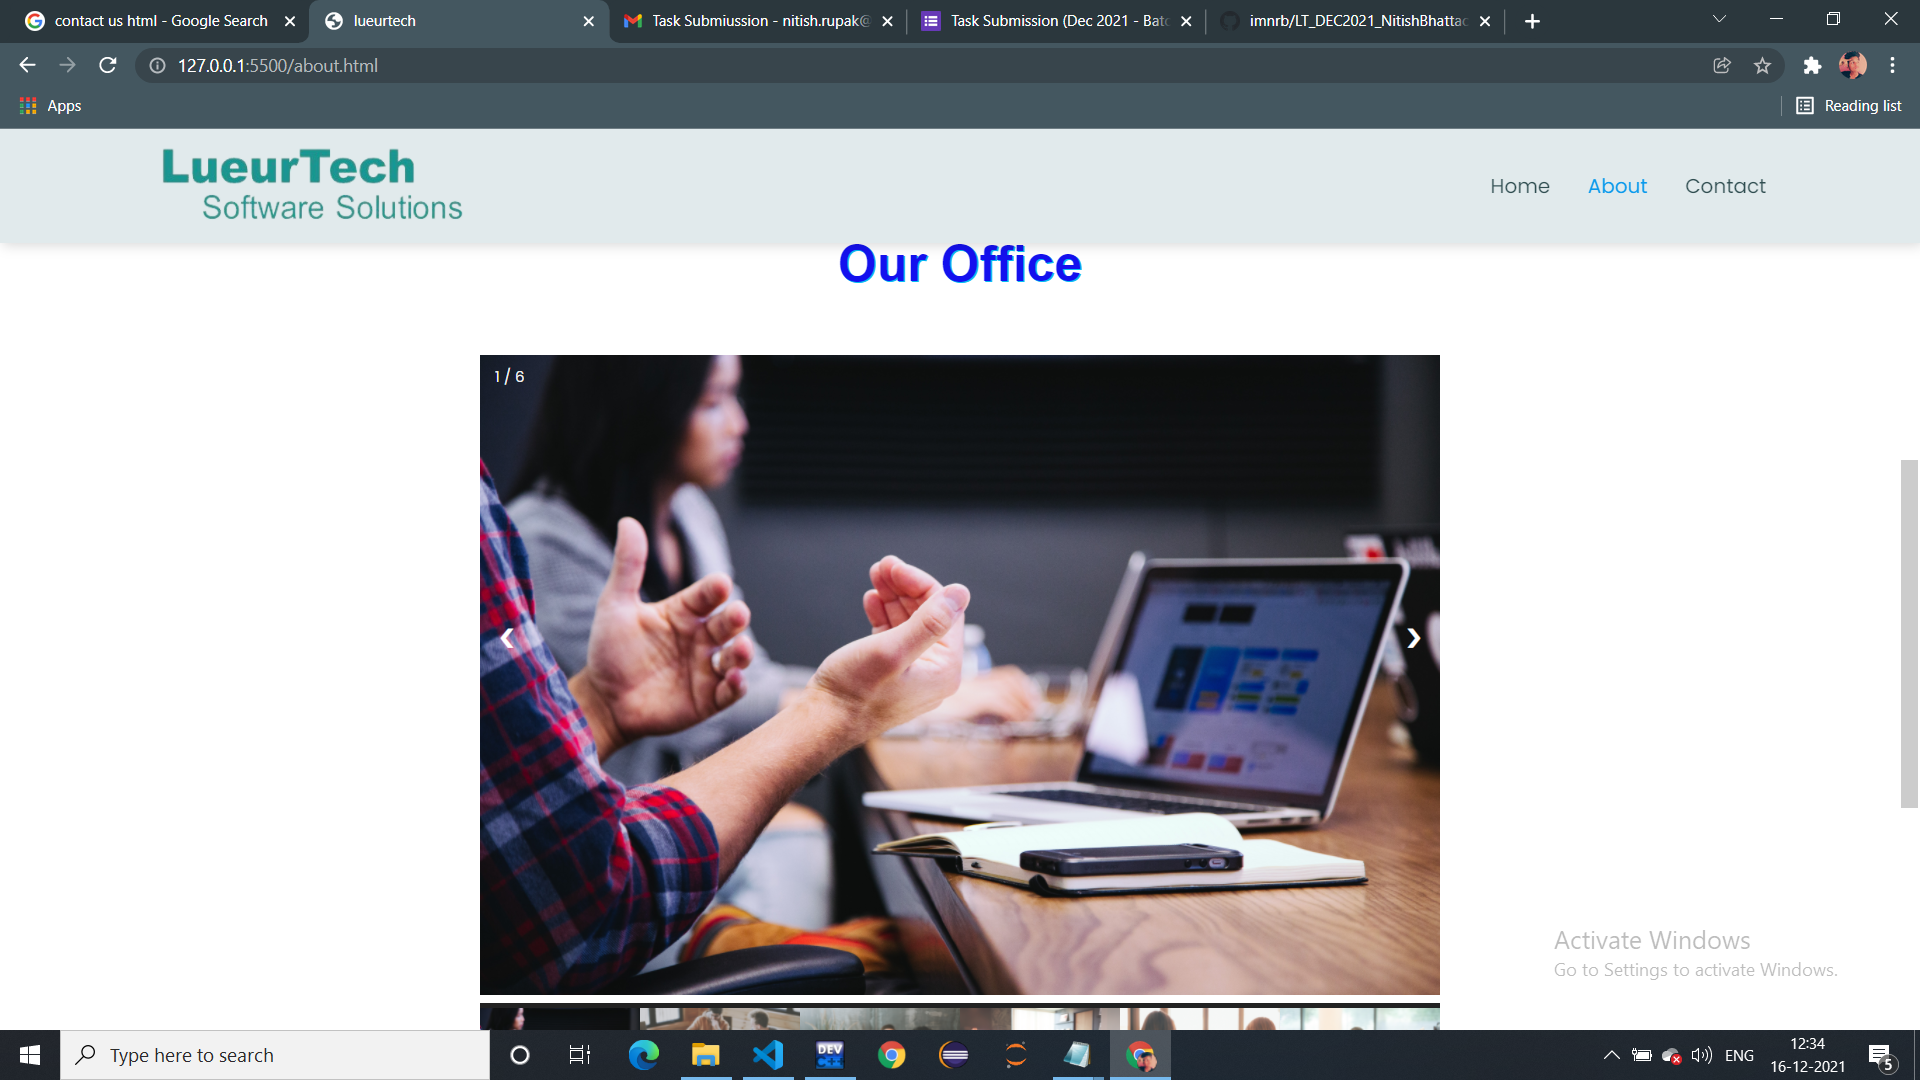 contact us html - Google Search
lueurtech
Task Submiussion - nitish.rupak@
Task Submission (Dec 2021 - Batc
imnrb/LT_DEC2021_NitishBhattac
127.0.0.1:5500/about.html
Apps
Reading list
LueurTech
Software Solutions
Home
About
Contact
Our Office
1 / 6
❮
❯
Activate Windows
Go to Settings to activate Windows.
Type here to search
DEV
C++
ENG
12:34
16-12-2021
5